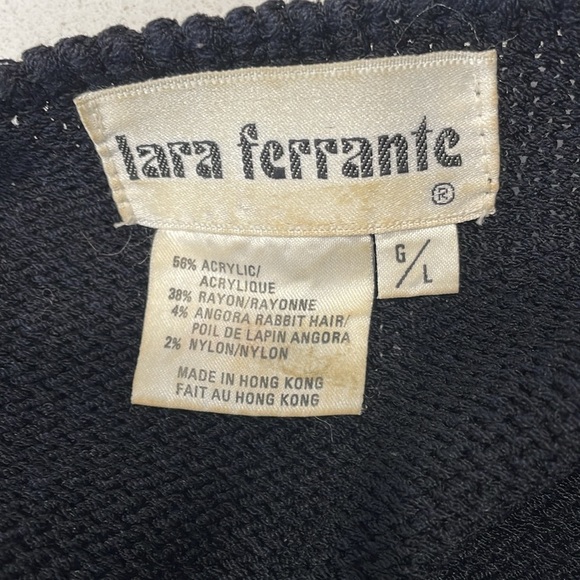 lara ferrante
®
G/L
56% ACRYLIC/
ACRYLIQUE
38% RAYON/RAYONNE
4% ANGORA RABBIT HAIR/
POIL DE LAPIN ANGORA
2% NYLON/NYLON
MADE IN HONG KONG
FAIT AU HONG KONG